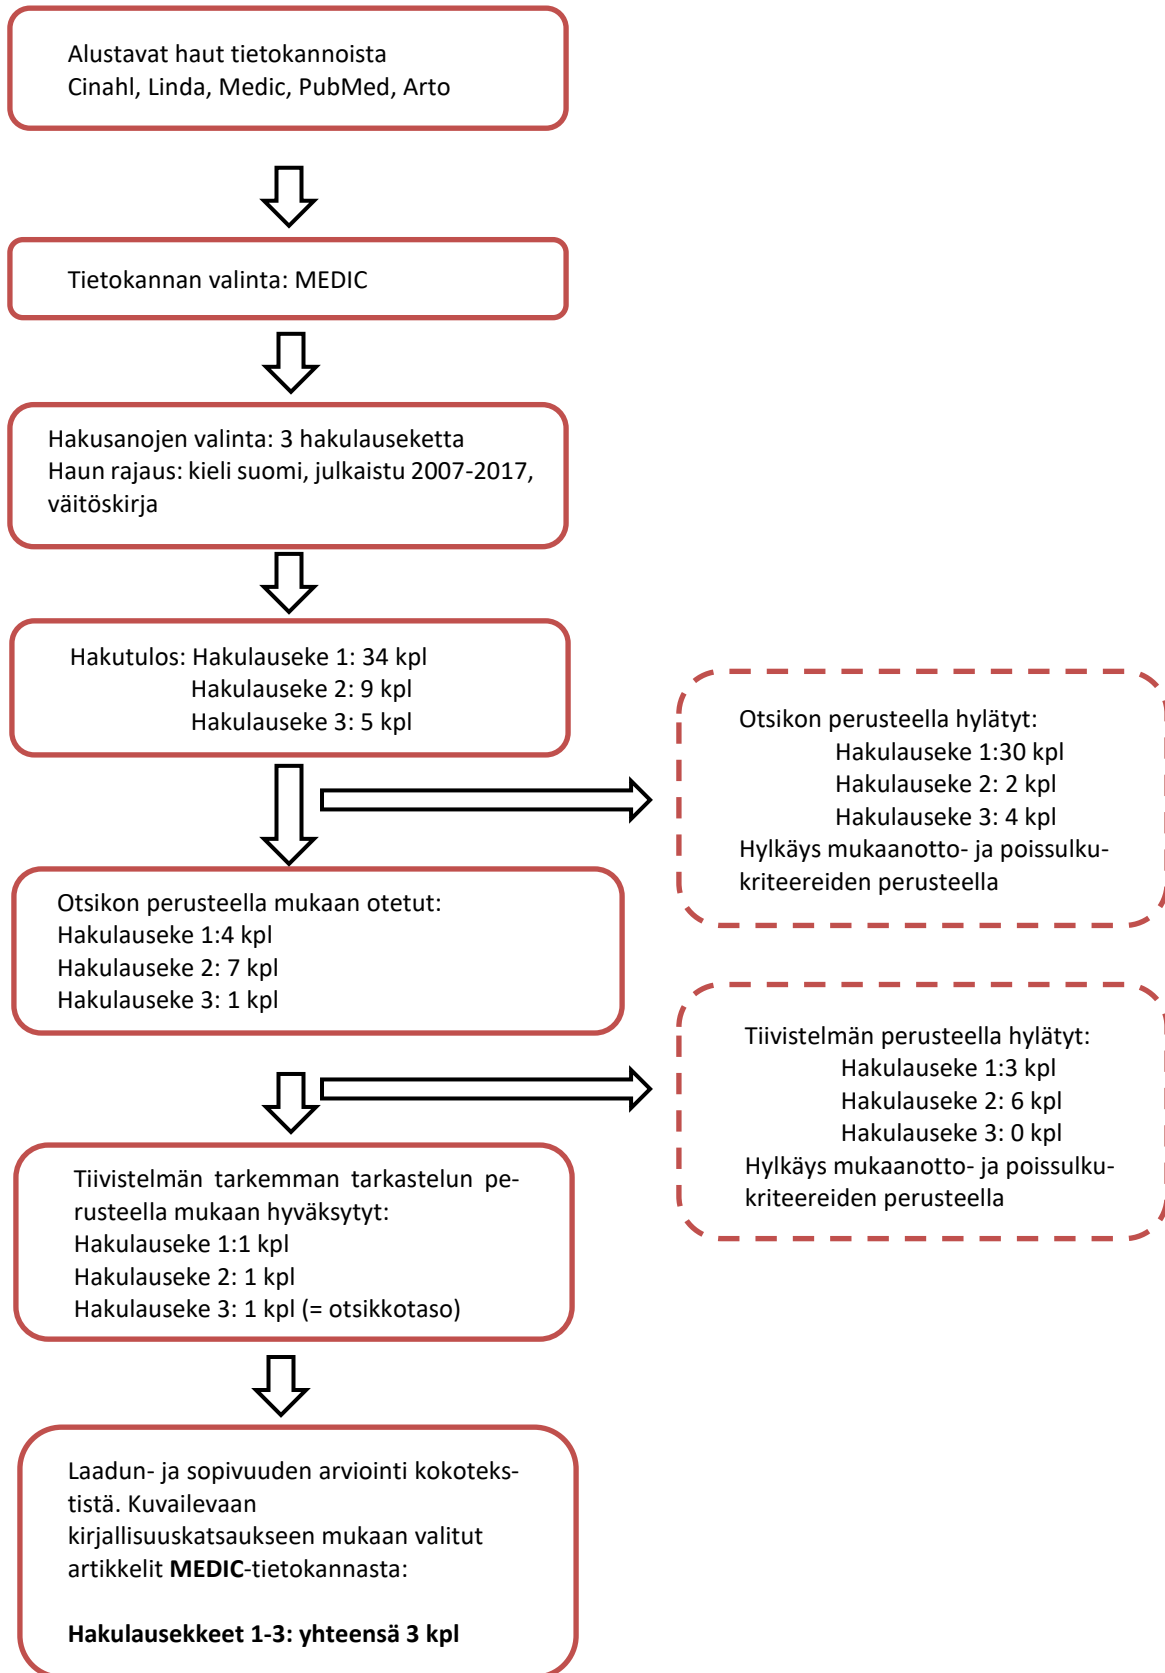 Alustavat haut tietokannoista
Cinahl, Linda, Medic, PubMed, Arto
Tietokannan valinta: MEDIC
Hakusanojen valinta: 3 hakulauseketta
Haun rajaus: kieli suomi, julkaistu 2007-2017,
väitöskirja
Hakutulos: Hakulauseke 1: 34 kpl
Hakulauseke 2: 9 kpl
Hakulauseke 3: 5 kpl
Otsikon perusteella hylätyt:
Hakulauseke 1:30 kpl
Hakulauseke 2: 2 kpl
Hakulauseke 3: 4 kpl
Hylkäys mukaanotto- ja poissulku-
kriteereiden perusteella
Otsikon perusteella mukaan otetut:
Hakulauseke 1:4 kpl
Hakulauseke 2: 7 kpl
Hakulauseke 3: 1 kpl
Tiivistelmän perusteella hylätyt:
Hakulauseke 1:3 kpl
Hakulauseke 2: 6 kpl
Hakulauseke 3: 0 kpl
Hylkäys mukaanotto- ja poissulku-
kriteereiden perusteella
Tiivistelmän tarkemman tarkastelun pe-
rusteella mukaan hyväksytyt:
Hakulauseke 1:1 kpl
Hakulauseke 2: 1 kpl
Hakulauseke 3: 1 kpl (= otsikkotaso)
Laadun- ja sopivuuden arviointi kokoteks-
tistä. Kuvailevaan
kirjallisuuskatsaukseen mukaan valitut
artikkelit MEDIC-tietokannasta:
Hakulausekkeet 1-3: yhteensä 3 kpl